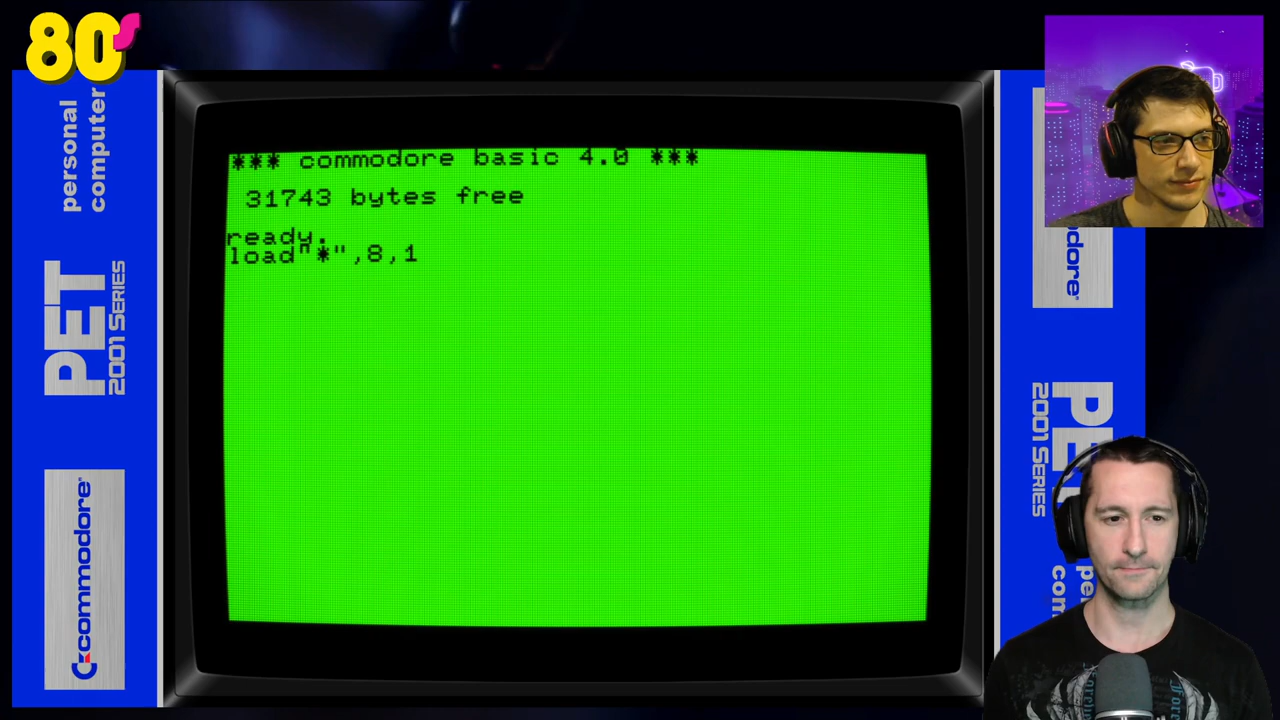 80's
personal
computer
PET
2001 SERIES
commodore
*** commodore basic 4.0 ***
31743 bytes free
ready.
load"*",8,1
odore
PET
2001 SERIES
pe
com